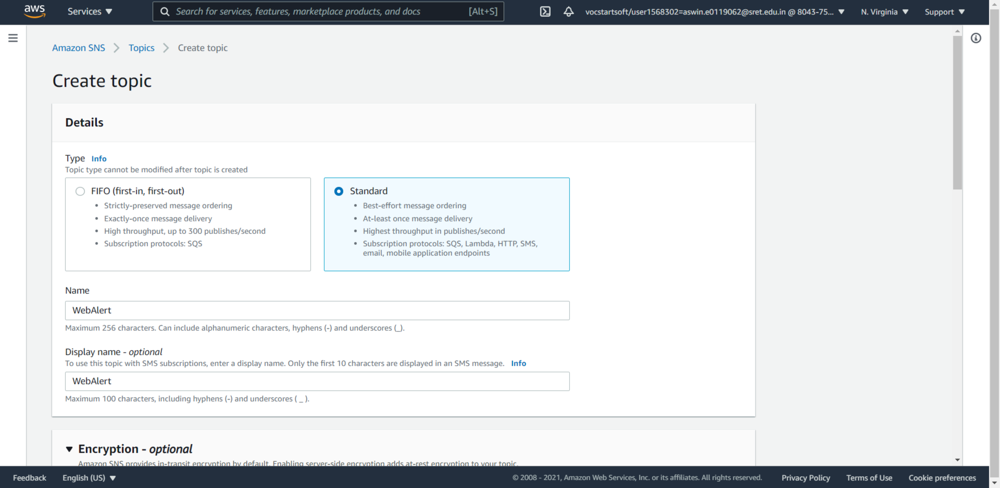 aws Services Search for services, features, marketplace products, and docs [Alt+S] vocstartsoft/user1568302=aswin.e0119062@sret.edu.in @ 8043-75... N. Virginia Support
Amazon SNS Topics Create topic
Create topic
Details
Type Info
Topic type cannot be modified after topic is created
FIFO (first-in, first-out)
• Strictly-preserved message ordering
• Exactly-once message delivery
• High throughput, up to 300 publishes/second
• Subscription protocols: SQS
Standard
• Best-effort message ordering
• At-least once message delivery
• Highest throughput in publishes/second
• Subscription protocols: SQS, Lambda, HTTP, SMS,
email, mobile application endpoints
Name
WebAlert
Maximum 256 characters. Can include alphanumeric characters, hyphens (-) and underscores (_).
Display name - optional
To use this topic with SMS subscriptions, enter a display name. Only the first 10 characters are displayed in an SMS message. Info
WebAlert
Maximum 100 characters, including hyphens (-) and underscores ( _ ).
Encryption - optional
Amazon SNS provides in-transit encryption by default. Enabling server-side encryption adds at-rest encryption to your topic.
Feedback English (US) © 2008 - 2021, Amazon Web Services, Inc. or its affiliates. All rights reserved. Privacy Policy Terms of Use Cookie preferences